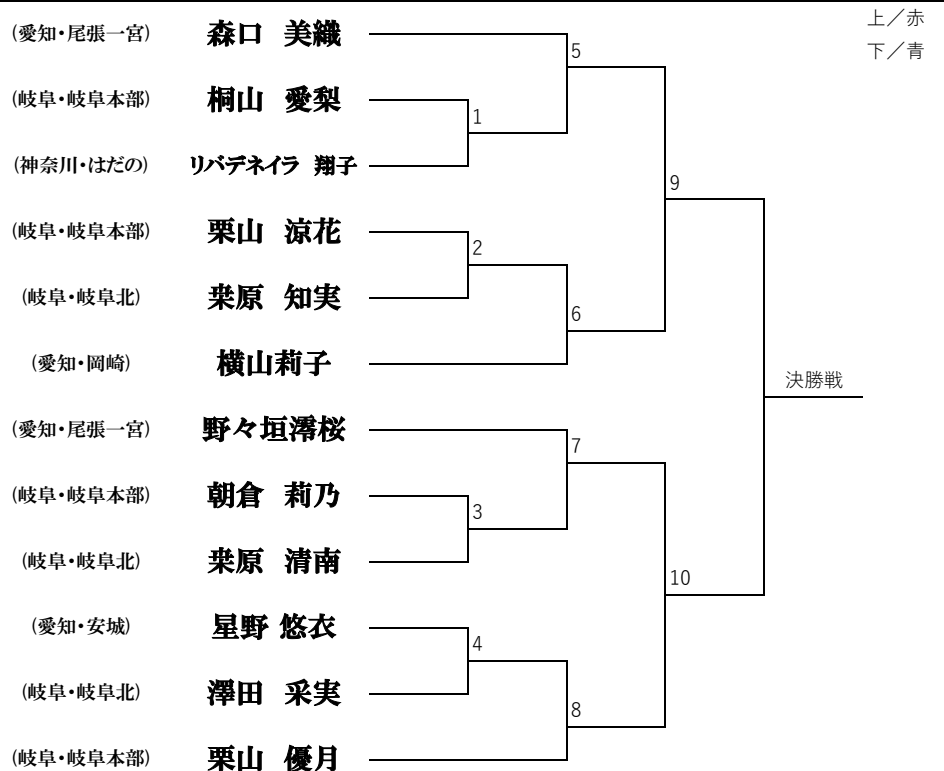 上／赤
下／青
(愛知・尾張一宮) 森口 美織
5
(岐阜・岐阜本部) 桐山 愛梨
1
(神奈川・はだの) リバデネイラ 翔子
9
(岐阜・岐阜本部) 栗山 涼花
2
(岐阜・岐阜北) 桒原 知実
6
(愛知・岡崎) 横山莉子
決勝戦
(愛知・尾張一宮) 野々垣澪桜
7
(岐阜・岐阜本部) 朝倉 莉乃
3
(岐阜・岐阜北) 桒原 清南
10
(愛知・安城) 星野 悠衣
4
(岐阜・岐阜北) 澤田 采実
8
(岐阜・岐阜本部) 栗山 優月